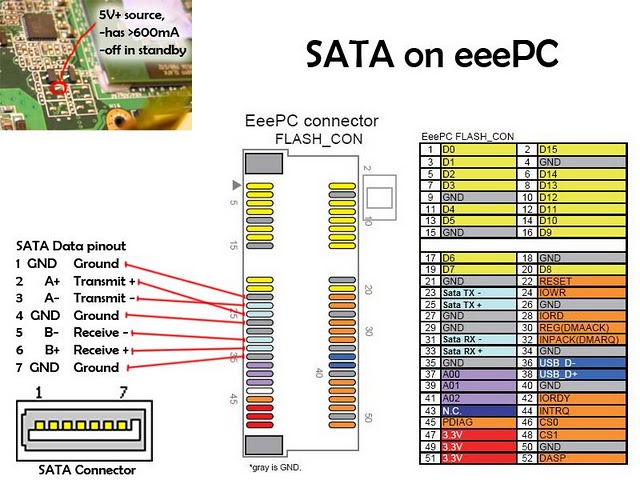 5V+ source,
-has >600mA
-off in standby
SATA on eeePC
EeePC connector
FLASH_CON
2
5
10
15
20
25
30
35
40
45
50
SATA Data pinout
1 GND Ground
2 A+ Transmit +
3 A- Transmit -
4 GND Ground
5 B- Receive -
6 B+ Receive +
7 GND Ground
1 7
SATA Connector
*gray is GND.
EeePC FLASH_CON
1 D0 2 D15
3 D1 4 GND
5 D2 6 D14
7 D3 8 D13
9 GND 10 D12
11 D4 12 D11
13 D5 14 D10
15 GND 16 D9
17 D6 18 GND
19 D7 20 D8
21 GND 22 RESET
23 Sata TX - 24 IOWR
25 Sata TX + 26 GND
27 GND 28 IORD
29 GND 30 REG(DMAACK)
31 Sata RX - 32 INPACK(DMARQ)
33 Sata RX + 34 GND
35 GND 36 USB_D-
37 A00 38 USB_D+
39 A01 40 GND
41 A02 42 IORDY
43 N.C. 44 INTRQ
45 PDIAG 46 CS0
47 3.3V 48 CS1
49 3.3V 50 GND
51 3.3V 52 DASP